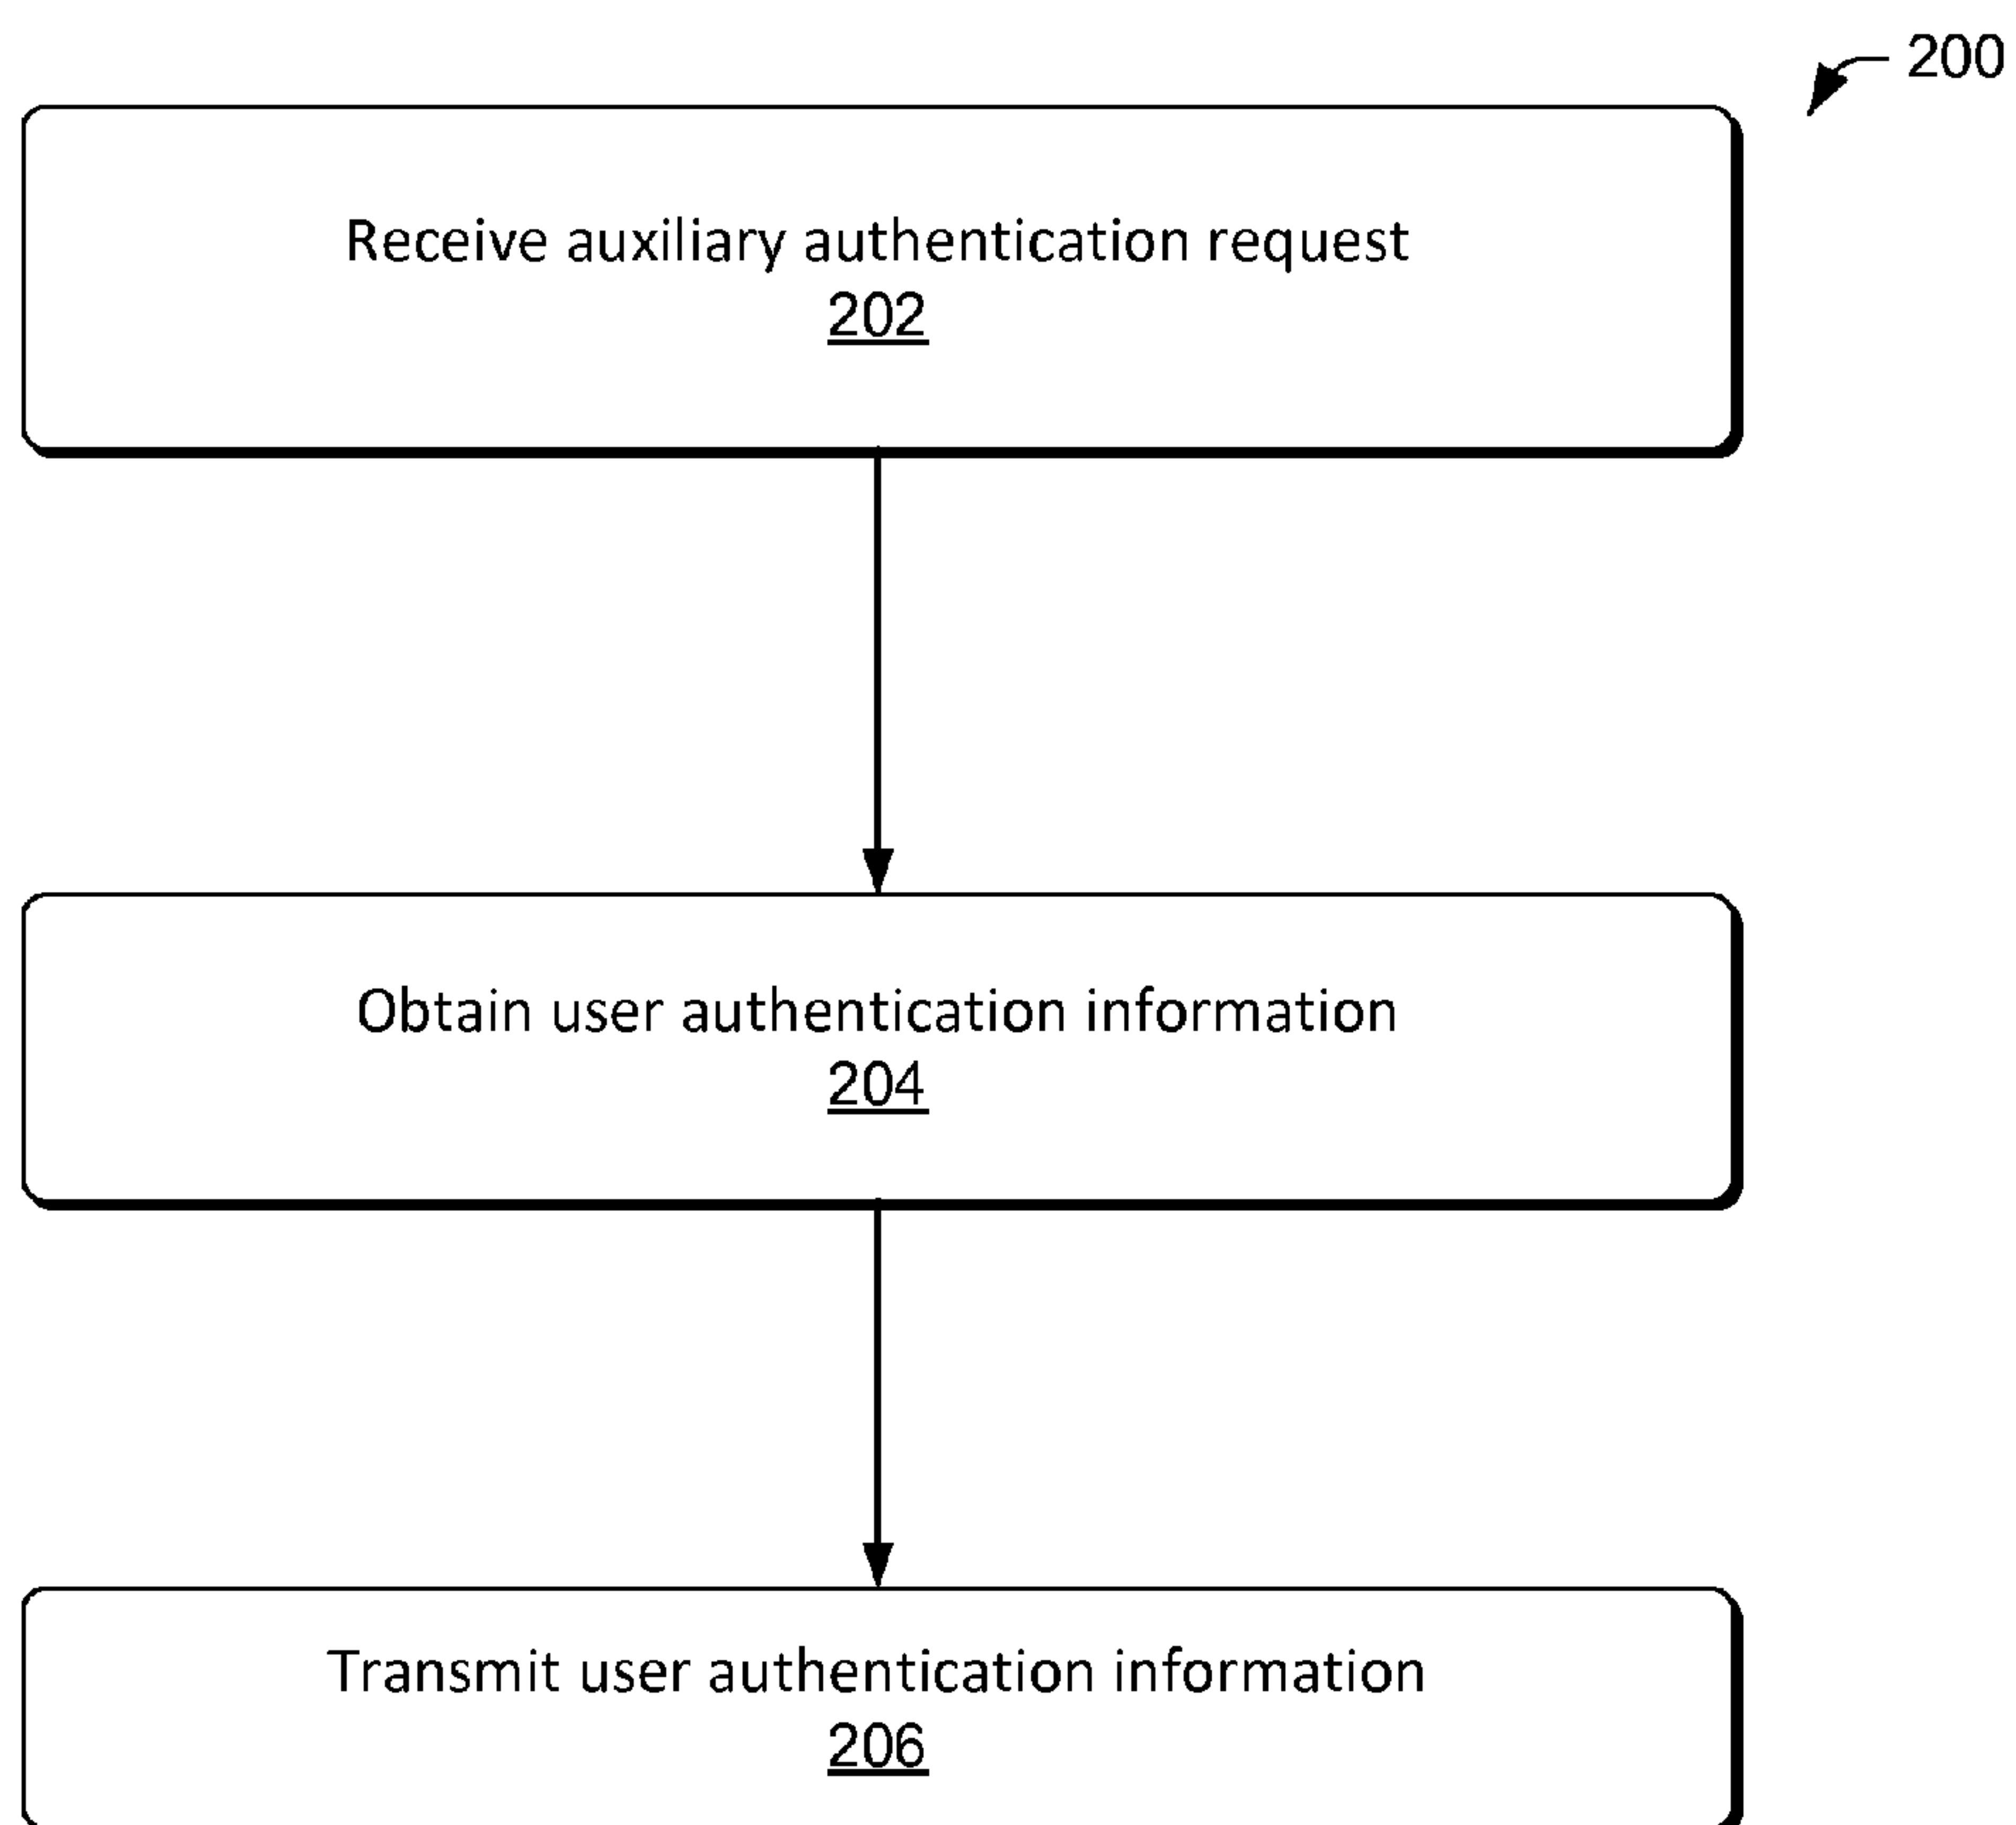 200
Receive auxiliary authentication request
202
Obtain user authentication information
204
Transmit user authentication information
206